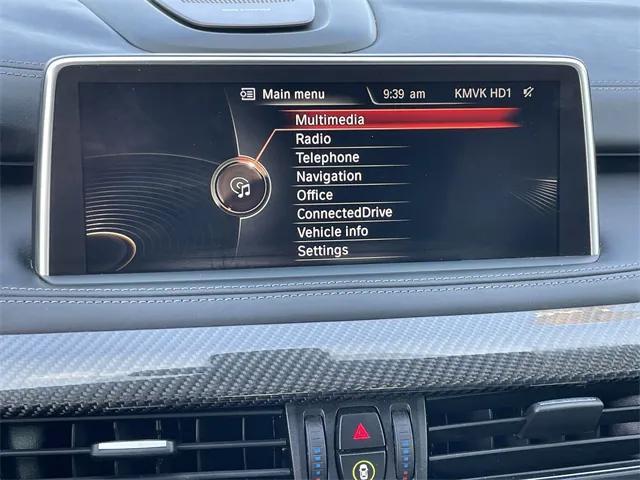 Main menu 9:39 am KMVK HD1
Multimedia
Radio
Telephone
Navigation
Office
ConnectedDrive
Vehicle info
Settings